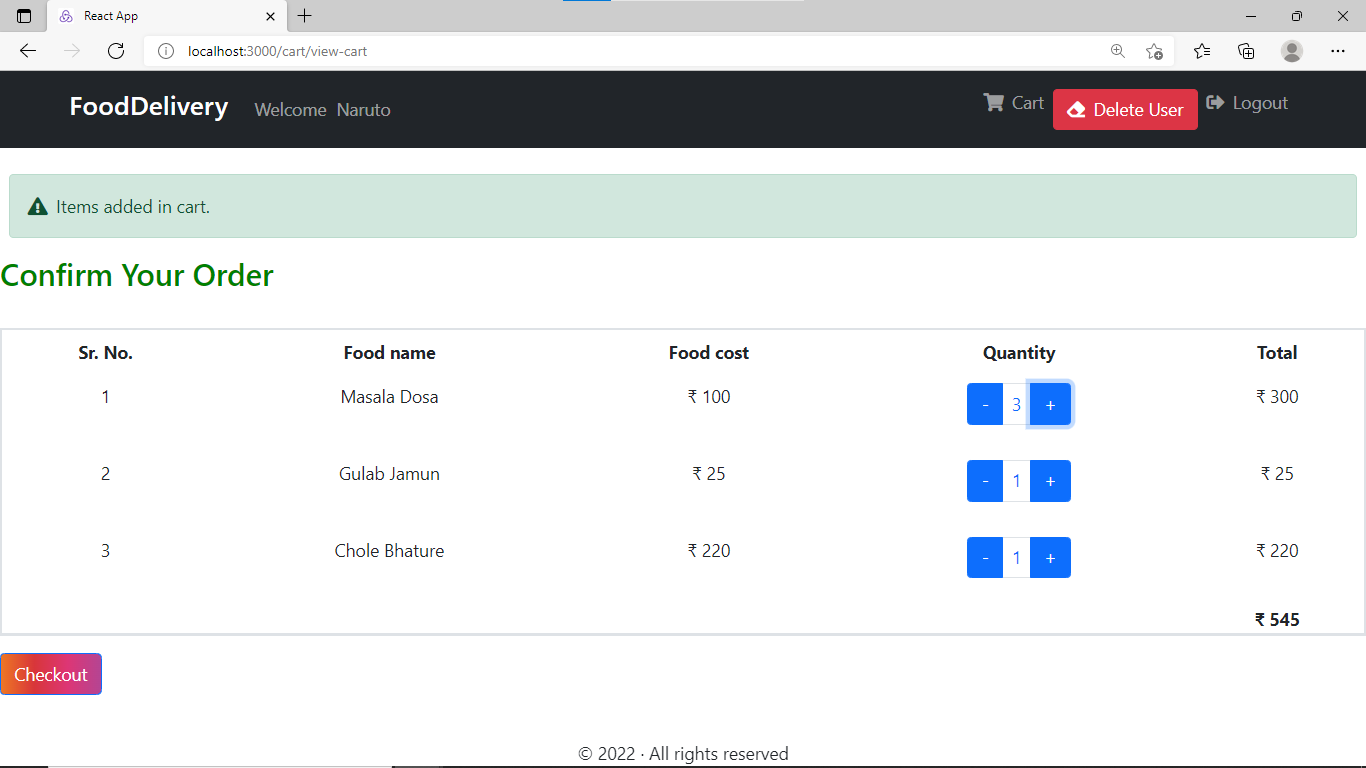 React App
localhost:3000/cart/view-cart
FoodDelivery Welcome Naruto Cart Delete User Logout
Items added in cart.
Confirm Your Order
Sr. No. Food name Food cost Quantity Total
1 Masala Dosa ₹ 100 - 3 + ₹ 300
2 Gulab Jamun ₹ 25 - 1 + ₹ 25
3 Chole Bhature ₹ 220 - 1 + ₹ 220
₹ 545
Checkout
© 2022 · All rights reserved